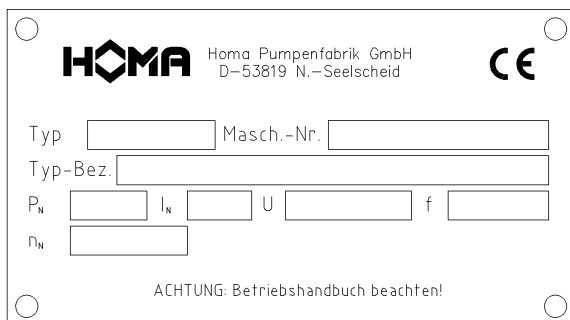 HOMA Homa Pumpenfabrik GmbH
D-53819 N.-Seelscheid
CE
Typ Masch.-Nr.
Typ-Bez.
PN IN U f
nN
ACHTUNG: Betriebshandbuch beachten!